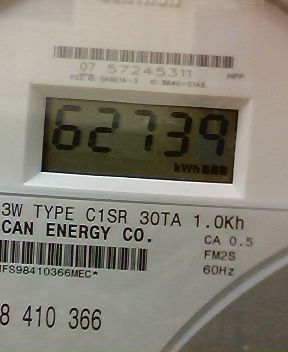 07 57245311
62739
kWh
3W TYPE C1SR 30TA 1.0Kh
CAN ENERGY CO.
CA 0.5
FM2S
60Hz
IFS98410366MEC*
8 410 366